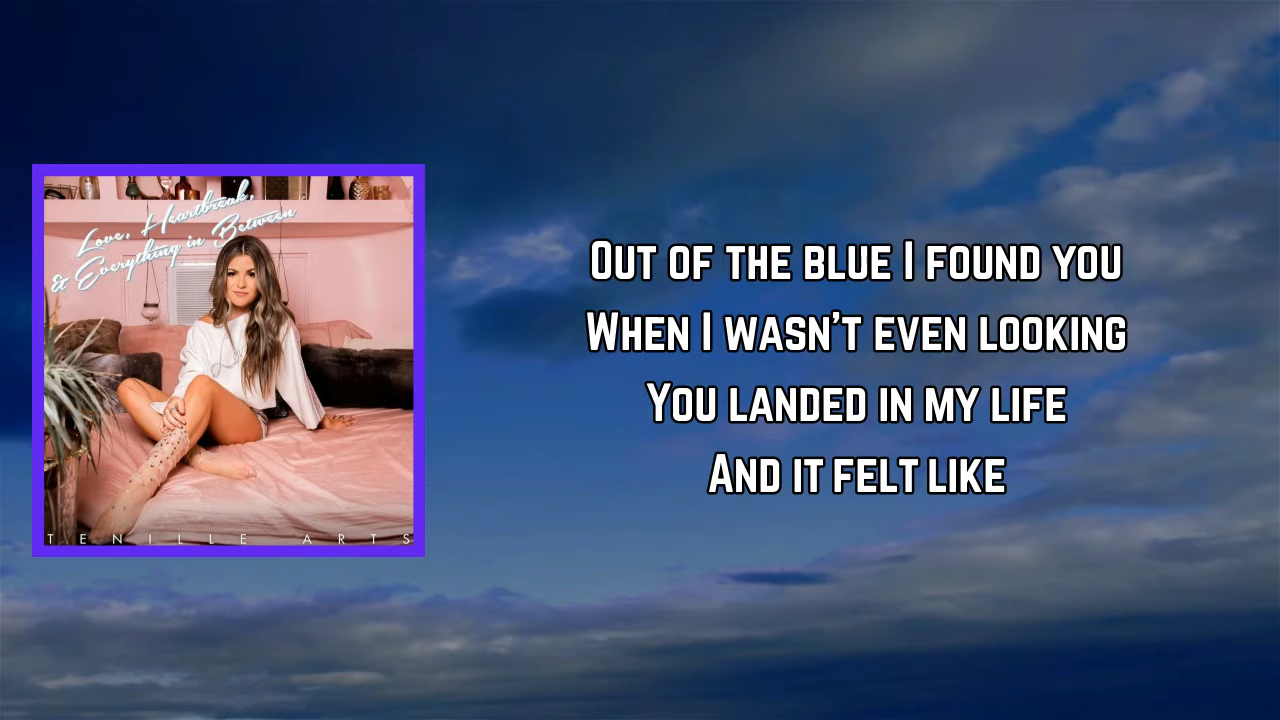 Love, Heartbreak,
& Everything in Between
TENILLE ARTS
Out of the blue I found you
When I wasn't even looking
You landed in my life
And it felt like